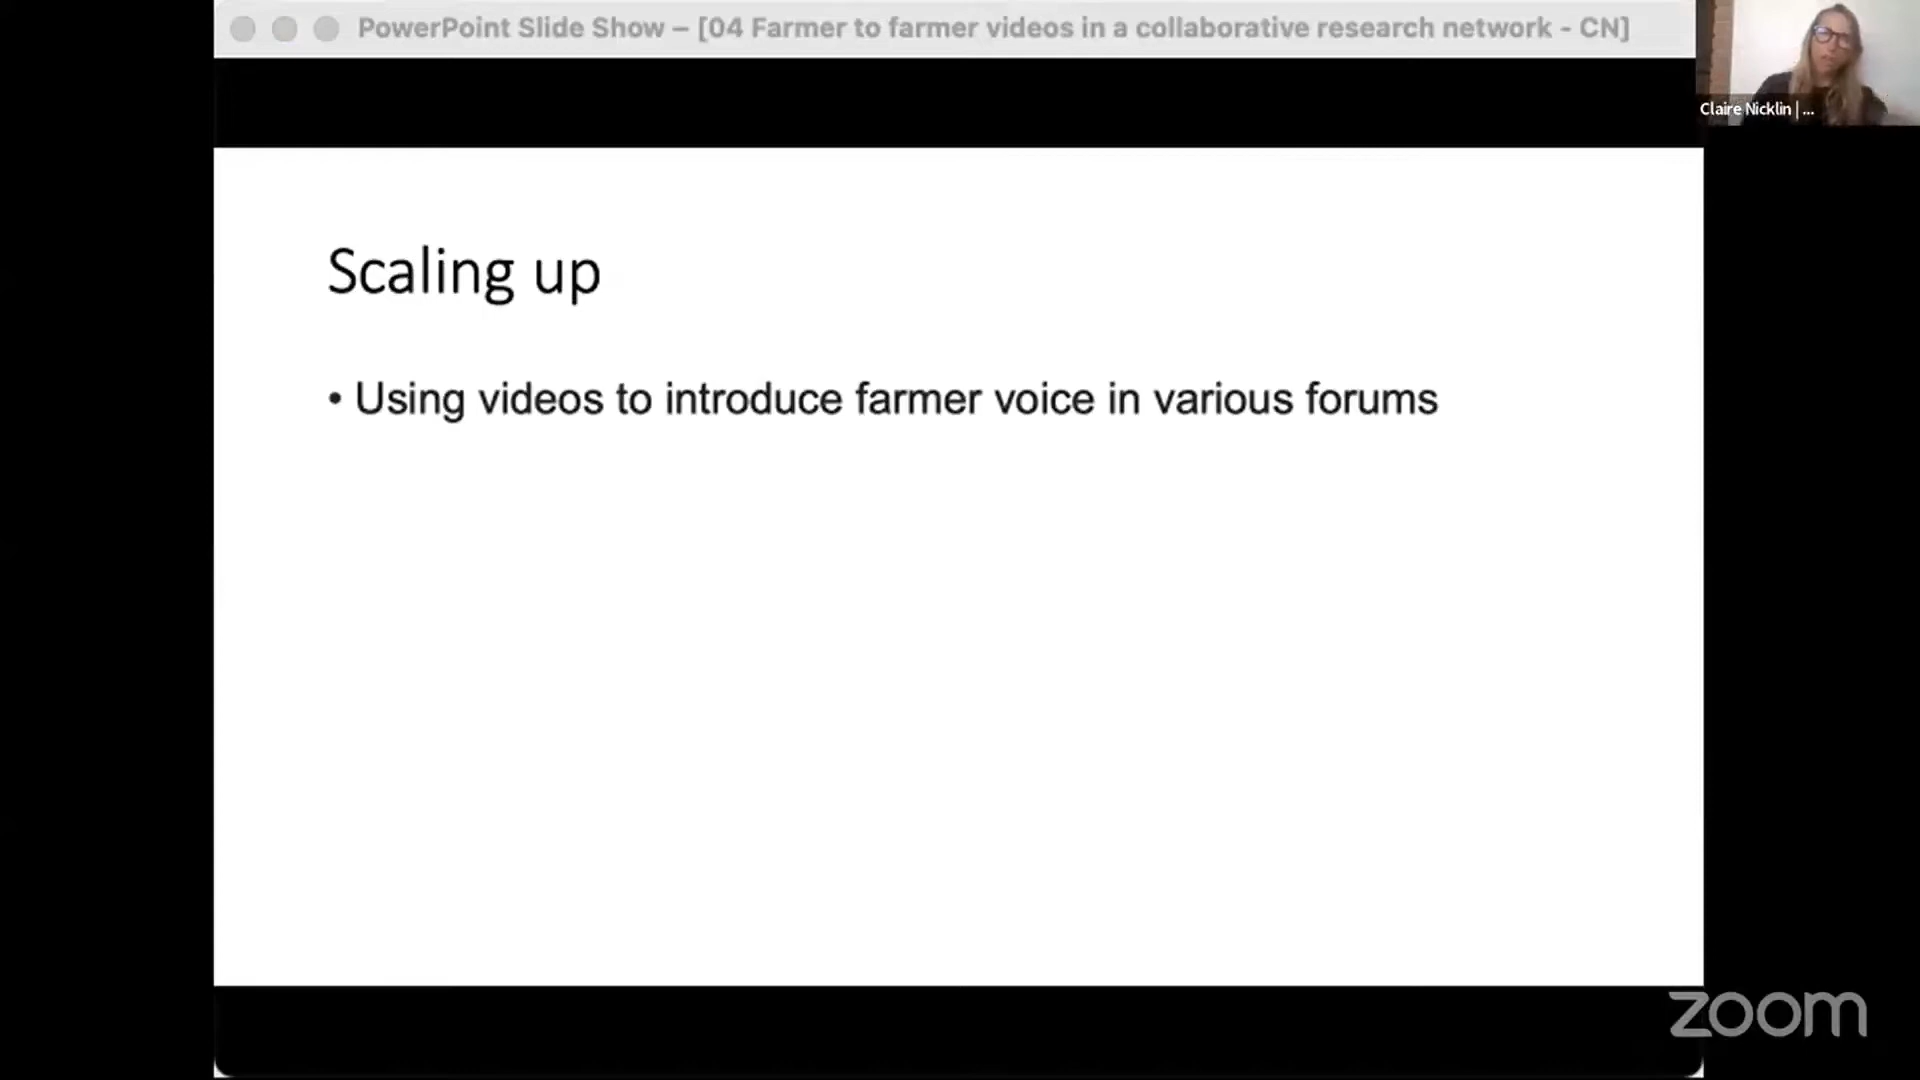 PowerPoint Slide Show – [04 Farmer to farmer videos in a collaborative research network - CN]
Claire Nicklin | ...
Scaling up
• Using videos to introduce farmer voice in various forums
zoom